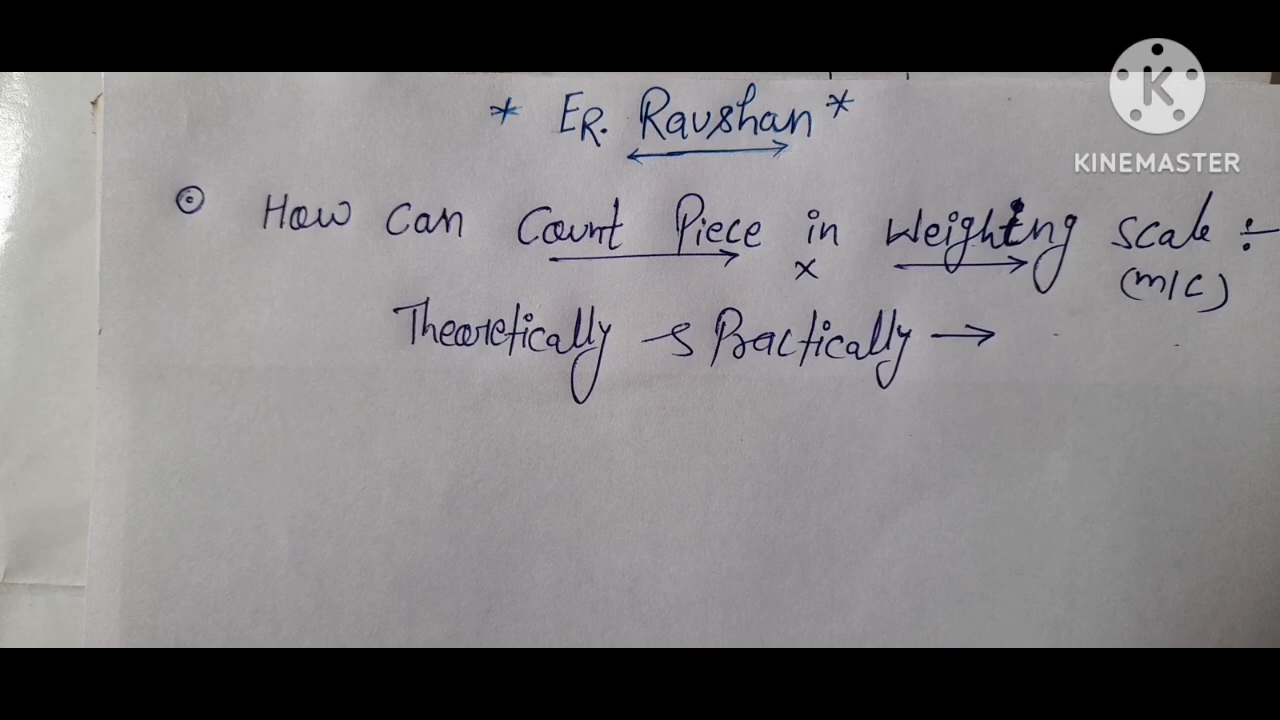 * ER. Raushan *
KINEMASTER
⊙ How can Count Piece in Weighting scale ÷
x
(m/c)
Theoretically & Practically →